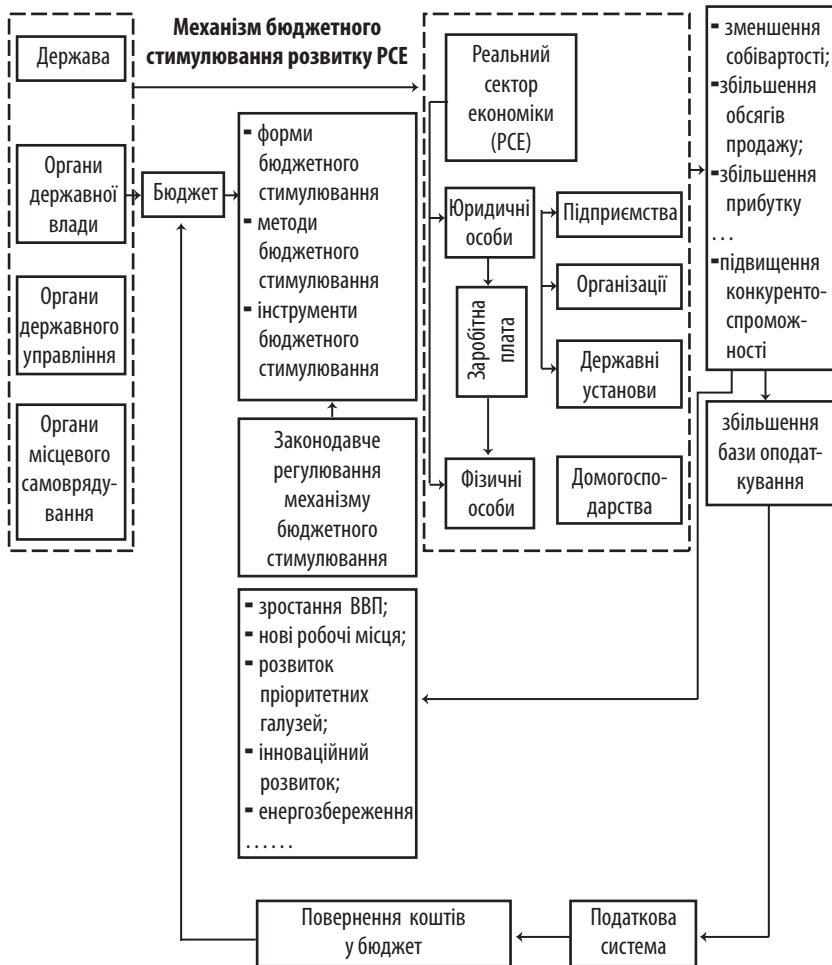 Механізм бюджетного
стимулювання розвитку РСЕ
Держава
Органи
державної
влади
Органи
державного
управління
Органи
місцевого
самовряду-
вання
Бюджет
- форми
бюджетного
стимулювання
- методи
бюджетного
стимулювання
- інструменти
бюджетного
стимулювання
Законодавче
регулювання
механізму
бюджетного
стимулювання
- зростання ВВП;
- нові робочі місця;
- розвиток
пріоритетних
галузей;
- інноваційний
розвиток;
- енергозбереження
......
Реальний
сектор
економіки
(РСЕ)
Юридичні
особи
Заробітна
плата
Фізичні
особи
Підприємства
Організації
Державні
установи
Домогоспо-
дарства
- зменшення
собівартості;
- збільшення
обсягів
продажу;
- збільшення
прибутку
...
- підвищення
конкуренто-
спромож-
ності
збільшення
бази оподат-
кування
Податкова
система
Повернення коштів
у бюджет